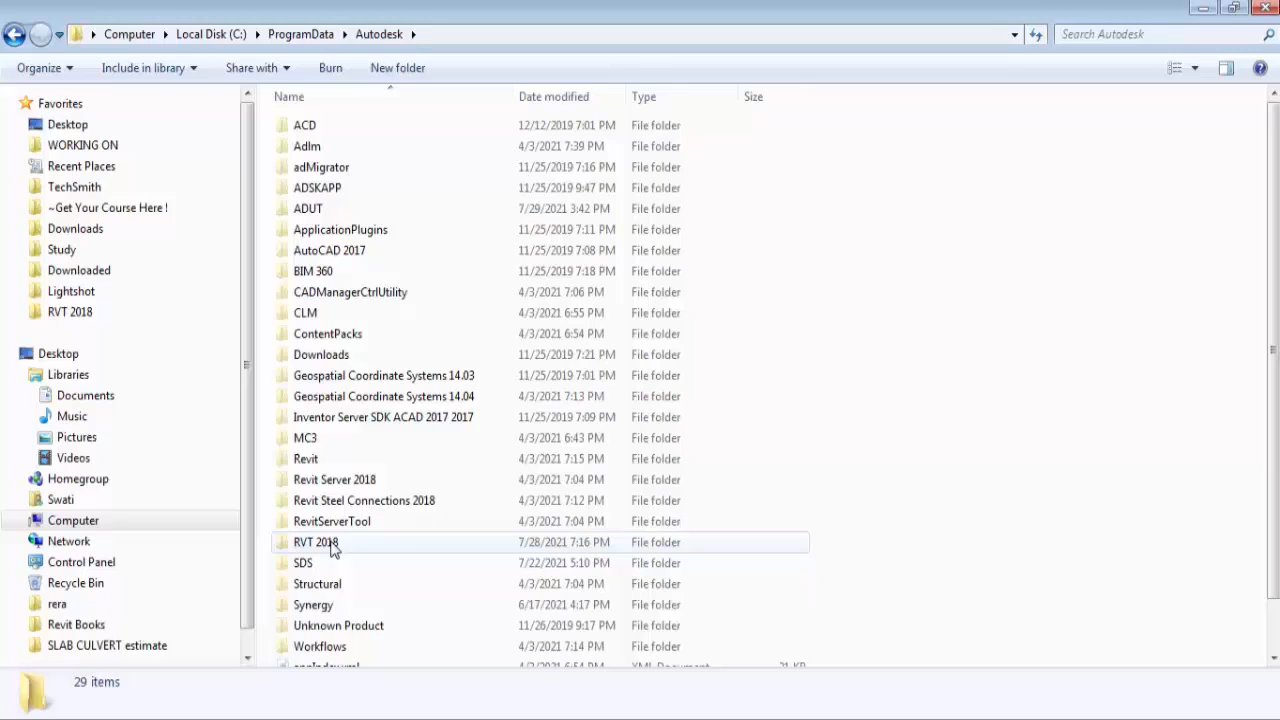 Computer Local Disk (C:) ProgramData Autodesk
Search Autodesk
Organize Include in library Share with Burn New folder
Favorites
Desktop
WORKING ON
Recent Places
TechSmith
~Get Your Course Here !
Downloads
Study
Downloaded
Lightshot
RVT 2018
Desktop
Libraries
Documents
Music
Pictures
Videos
Homegroup
Swati
Computer
Network
Control Panel
Recycle Bin
rera
Revit Books
SLAB CULVERT estimate
Name Date modified Type Size
ACD 12/12/2019 7:01 PM File folder
Adlm 4/3/2021 7:39 PM File folder
adMigrator 11/25/2019 7:16 PM File folder
ADSKAPP 11/25/2019 9:47 PM File folder
ADUT 7/29/2021 3:42 PM File folder
ApplicationPlugins 11/25/2019 7:11 PM File folder
AutoCAD 2017 11/25/2019 7:08 PM File folder
BIM 360 11/25/2019 7:18 PM File folder
CADManagerCtrlUtility 4/3/2021 7:06 PM File folder
CLM 4/3/2021 6:55 PM File folder
ContentPacks 4/3/2021 6:54 PM File folder
Downloads 11/25/2019 7:21 PM File folder
Geospatial Coordinate Systems 14.03 11/25/2019 7:01 PM File folder
Geospatial Coordinate Systems 14.04 4/3/2021 7:13 PM File folder
Inventor Server SDK ACAD 2017 2017 11/25/2019 7:09 PM File folder
MC3 4/3/2021 6:43 PM File folder
Revit 4/3/2021 7:15 PM File folder
Revit Server 2018 4/3/2021 7:04 PM File folder
Revit Steel Connections 2018 4/3/2021 7:12 PM File folder
RevitServerTool 4/3/2021 7:04 PM File folder
RVT 2018 7/28/2021 7:16 PM File folder
SDS 7/22/2021 5:10 PM File folder
Structural 4/3/2021 7:04 PM File folder
Synergy 6/17/2021 4:17 PM File folder
Unknown Product 11/26/2019 9:17 PM File folder
Workflows 4/3/2021 7:14 PM File folder
29 items